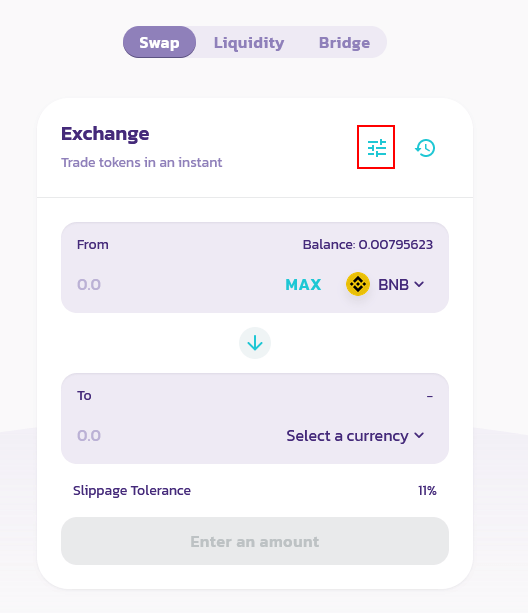 Swap Liquidity Bridge
Exchange
Trade tokens in an instant
From Balance: 0.00795623
0.0 MAX BNB
To -
0.0 Select a currency
Slippage Tolerance 11%
Enter an amount